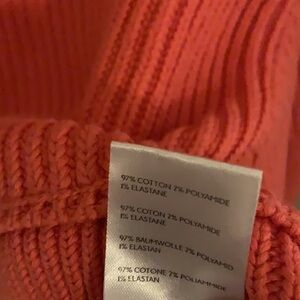 97% COTTON 2% POLYAMIDE
1% ELASTANE
97% COTON 2% POLYAMIDE
1% ELASTANE
97% BAUMWOLLE 2% POLYAMID
1% ELASTAN
97% COTONE 2% POLIAMMIDE
1% ELASTAN